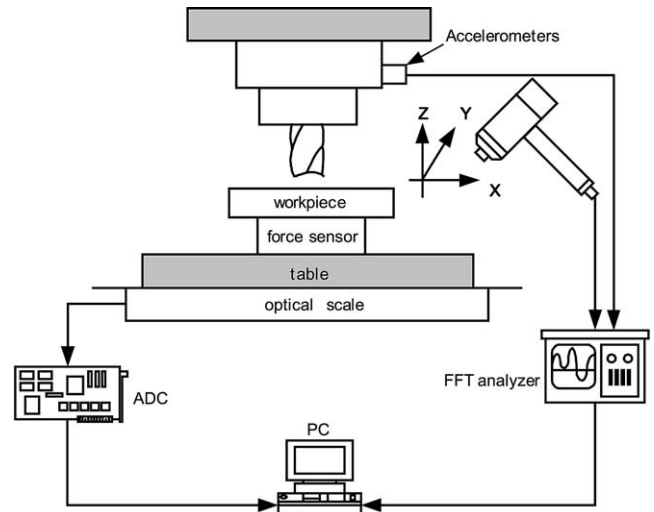 Accelerometers
Z
Y
X
workpiece
force sensor
table
optical scale
FFT analyzer
ADC
PC